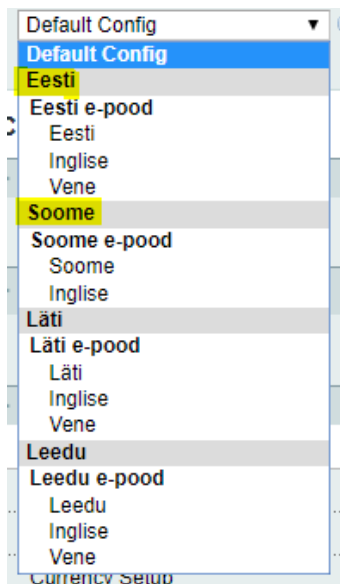 Default Config
Default Config
Eesti
Eesti e-pood
Eesti
Inglise
Vene
Soome
Soome e-pood
Soome
Inglise
Läti
Läti e-pood
Läti
Inglise
Vene
Leedu
Leedu e-pood
Leedu
Inglise
Vene
Currency Setup